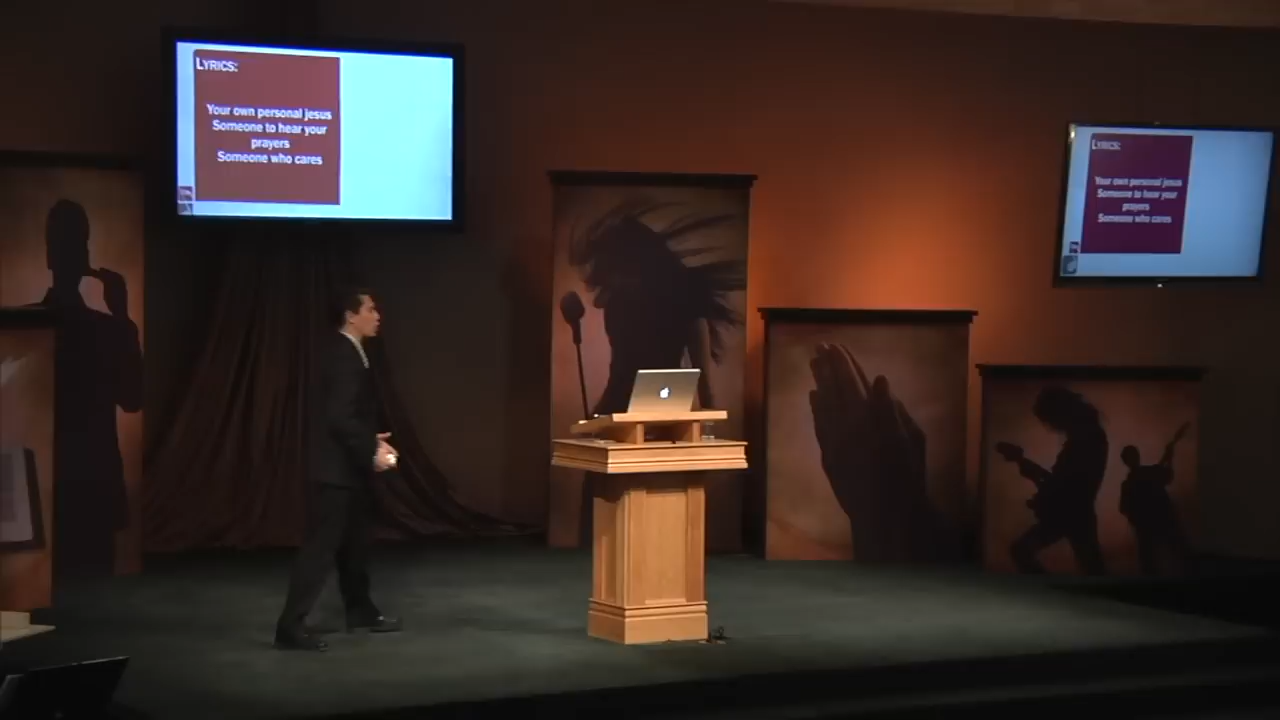 LYRICS:
Your own personal Jesus
Someone to hear your
prayers
Someone who cares
LYRICS:
Your own personal Jesus
Someone to hear your
prayers
Someone who cares